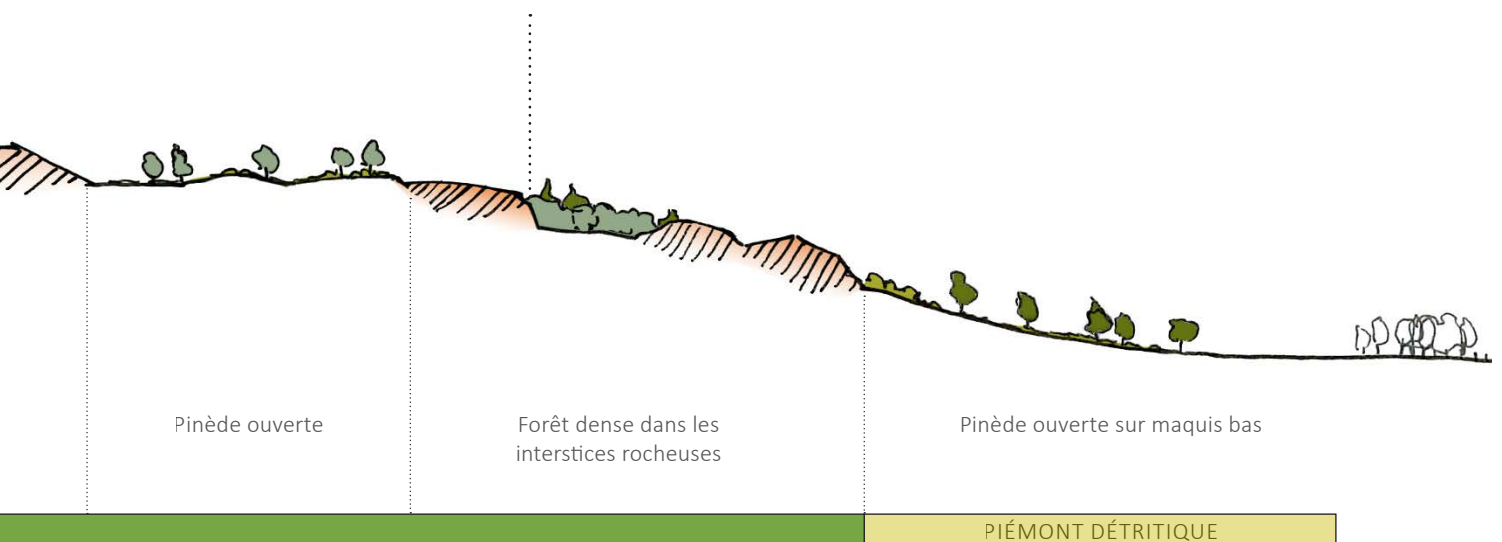 Pinède ouverte
Forêt dense dans les
interstices rocheuses
Pinède ouverte sur maquis bas
PIÉMONT DÉTRITIQUE